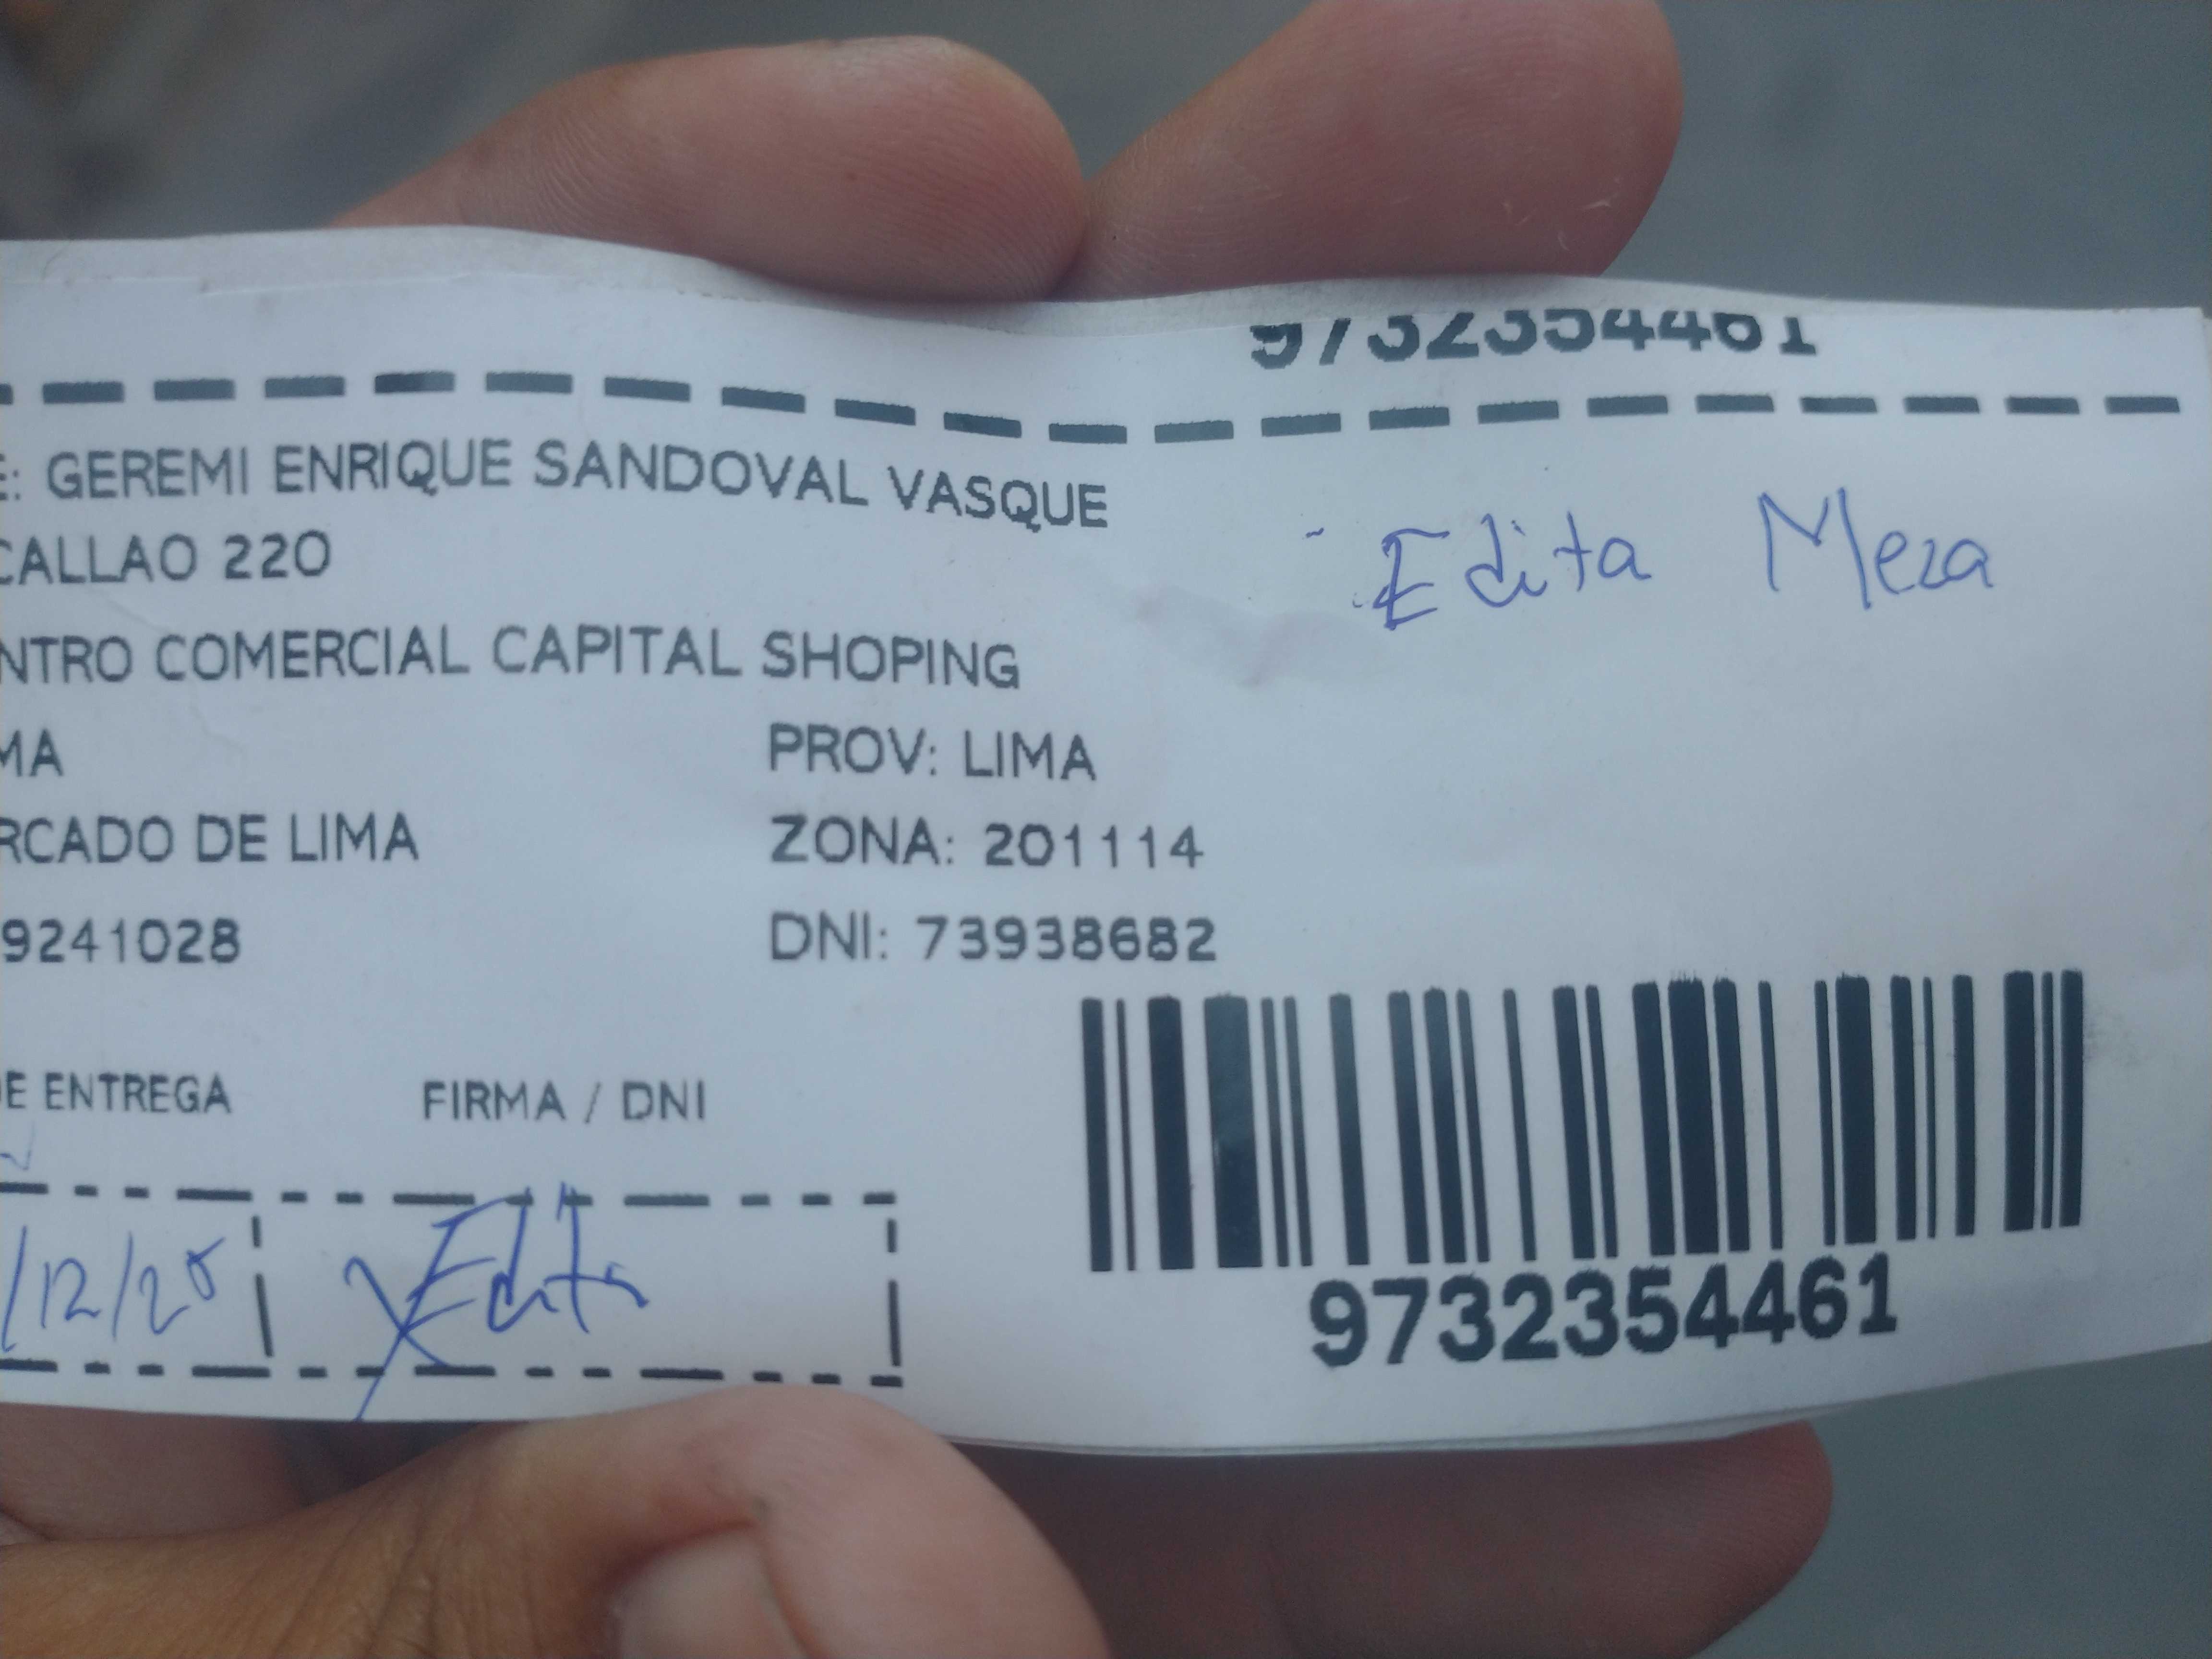 9732354461
E: GEREMI ENRIQUE SANDOVAL VASQUE
Edita Meza
CALLAO 220
NTRO COMERCIAL CAPITAL SHOPING
MA PROV: LIMA
RCADO DE LIMA ZONA: 201114
9241028 DNI: 73938682
E ENTREGA FIRMA / DNI
/12/25 Edita
9732354461